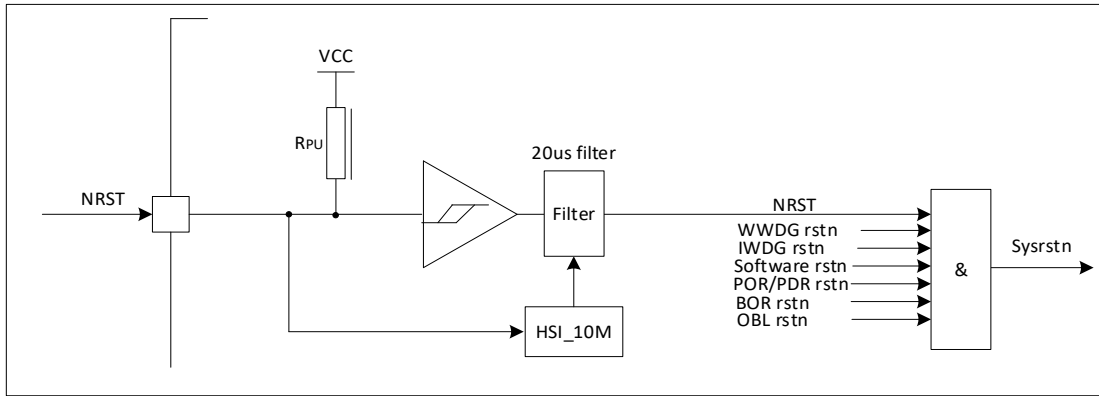 VCC
RPU
20us filter
NRST
Filter
NRST
WWDG rstn
IWDG rstn
Software rstn
POR/PDR rstn
BOR rstn
OBL rstn
&
Sysrstn
HSI_10M